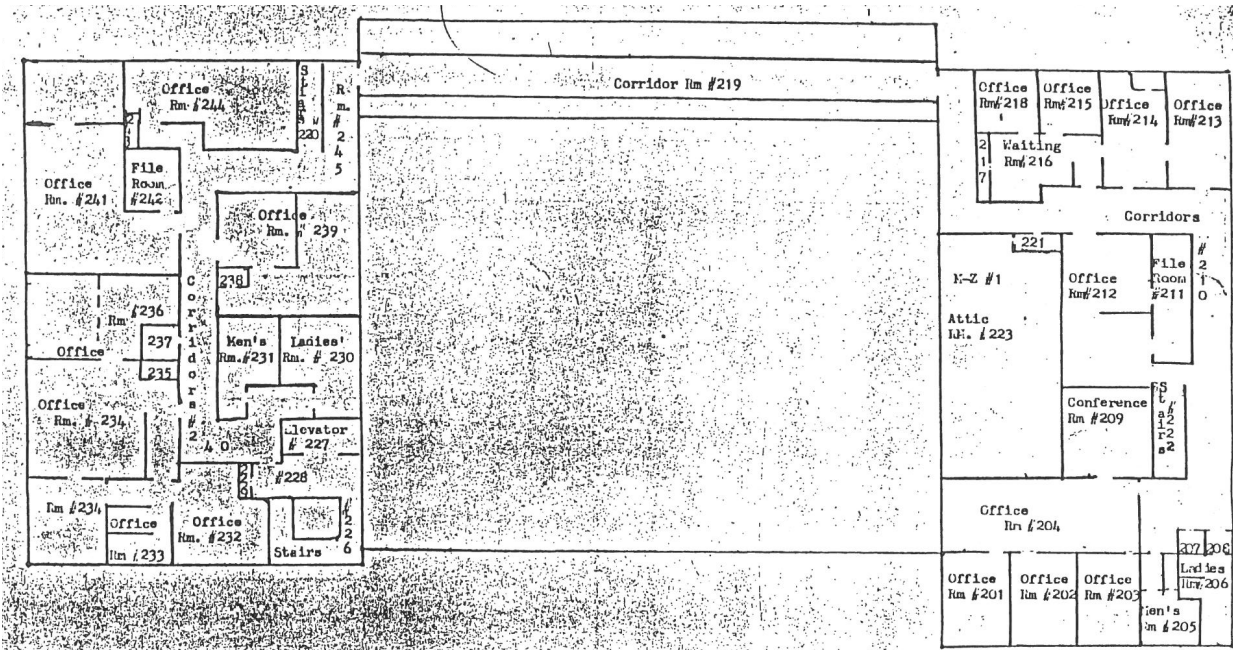 Corridor Rm #219
Office
Rm #244
Stairs
220
Rm. #245
243
File
Room
#242
Office
Rm. #241
Office
Rm. # 239
238
Corridors #240
Rm #236
237
Office
235
Men's
Rm. #231
Ladies'
Rm. # 230
Office
Rm. # 234
Elevator
# 227
229
#228
Rm #234
Office
Rm #233
Office
Rm. #232
Stairs
#226
Office
Rm#218
Office
Rm#215
Office
Rm#214
Office
Rm#213
217
Waiting
Rm#216
Corridors
#210
221
Attic
223
Office
Rm#212
File
Room
#211
Conference
Rm #209
Stairs
#222
Office
Rm #204
207
208
Ladies
Rm#206
Office
Rm #201
Office
Rm #202
Office
Rm #203
Men's
Rm #205